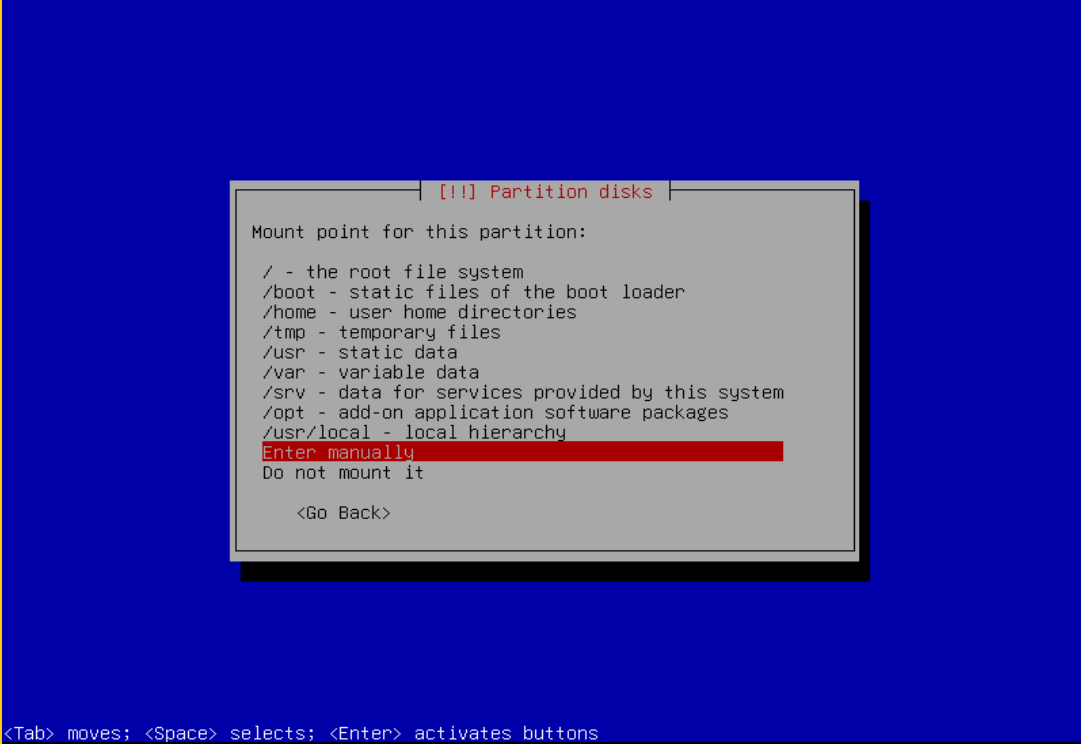 [!!] Partition disks
Mount point for this partition:
/ - the root file system
/boot - static files of the boot loader
/home - user home directories
/tmp - temporary files
/usr - static data
/var - variable data
/srv - data for services provided by this system
/opt - add-on application software packages
/usr/local - local hierarchy
Enter manually
Do not mount it
<Go Back>
<Tab> moves; <Space> selects; <Enter> activates buttons